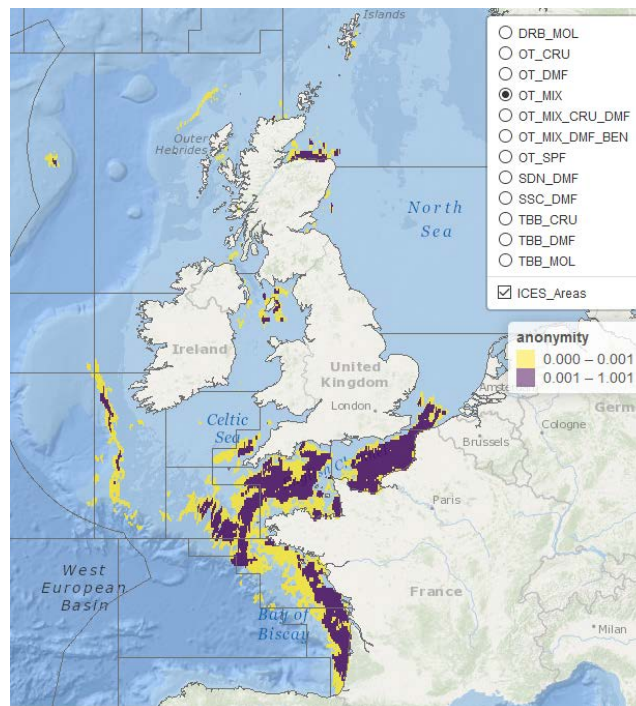 Islands
Outer
Hebrides
North
Sea
Ireland
United
Kingdom
London
Celtic
Sea
Brussels
Cologne
Paris
West
European
Basin
Bay of
Biscay
France
Milan
DRB_MOL
OT_CRU
OT_DMF
OT_MIX
OT_MIX_CRU_DMF
OT_MIX_DMF_BEN
OT_SPF
SDN_DMF
SSC_DMF
TBB_CRU
TBB_DMF
TBB_MOL
ICES_Areas
anonymity
0.000 – 0.001
0.001 – 1.001